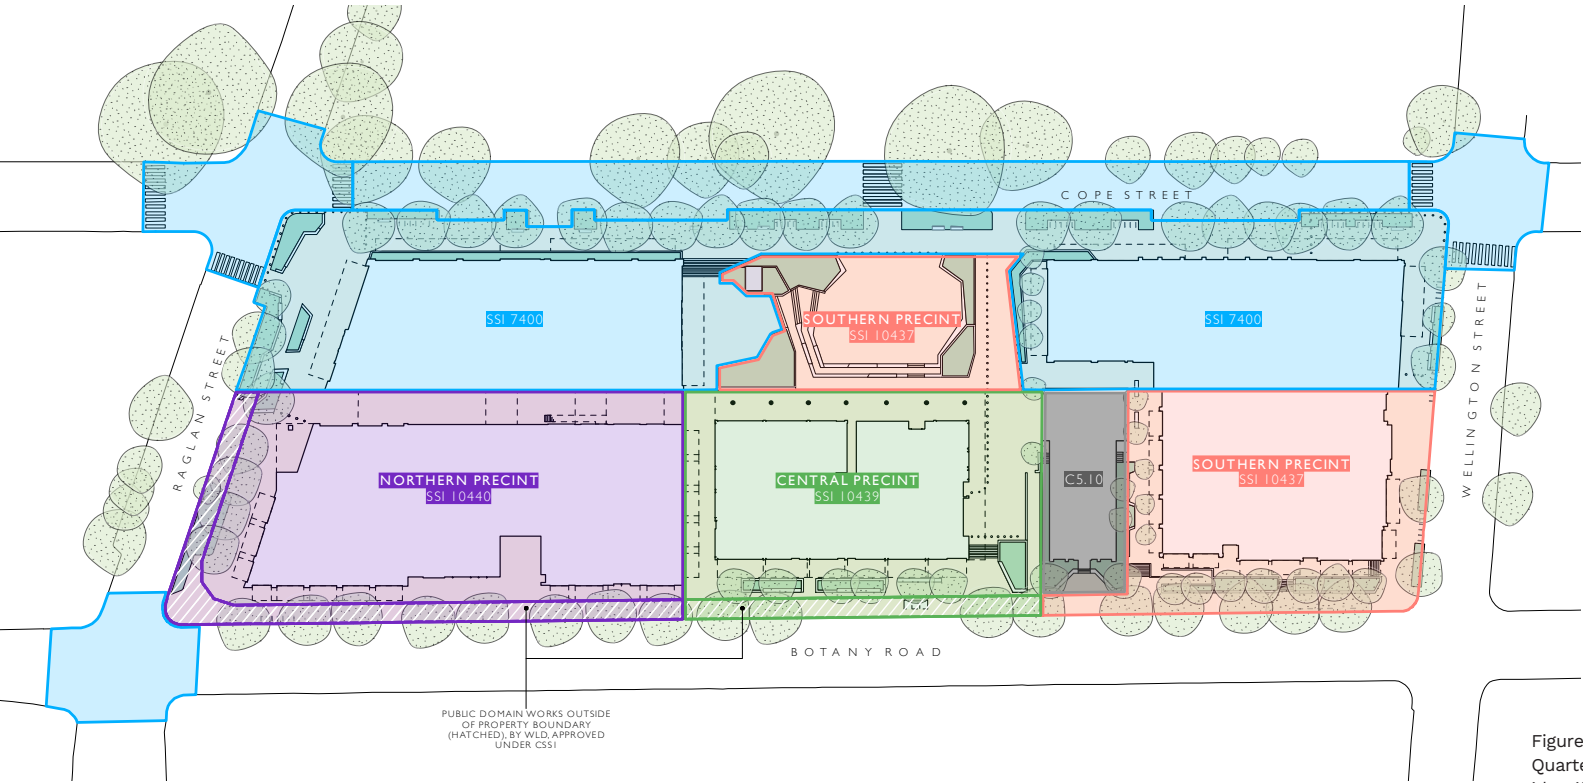 COPE STREET
SSI 7400
SOUTHERN PRECINT
SSI 10437
SSI 7400
RAGLAN STREET
WELLINGTON STREET
NORTHERN PRECINT
SSI 10440
CENTRAL PRECINT
SSI 10439
C5.10
SOUTHERN PRECINT
SSI 10437
BOTANY ROAD
PUBLIC DOMAIN WORKS OUTSIDE
OF PROPERTY BOUNDARY
(HATCHED), BY WLD, APPROVED
UNDER CSSI
Figure
Quarte